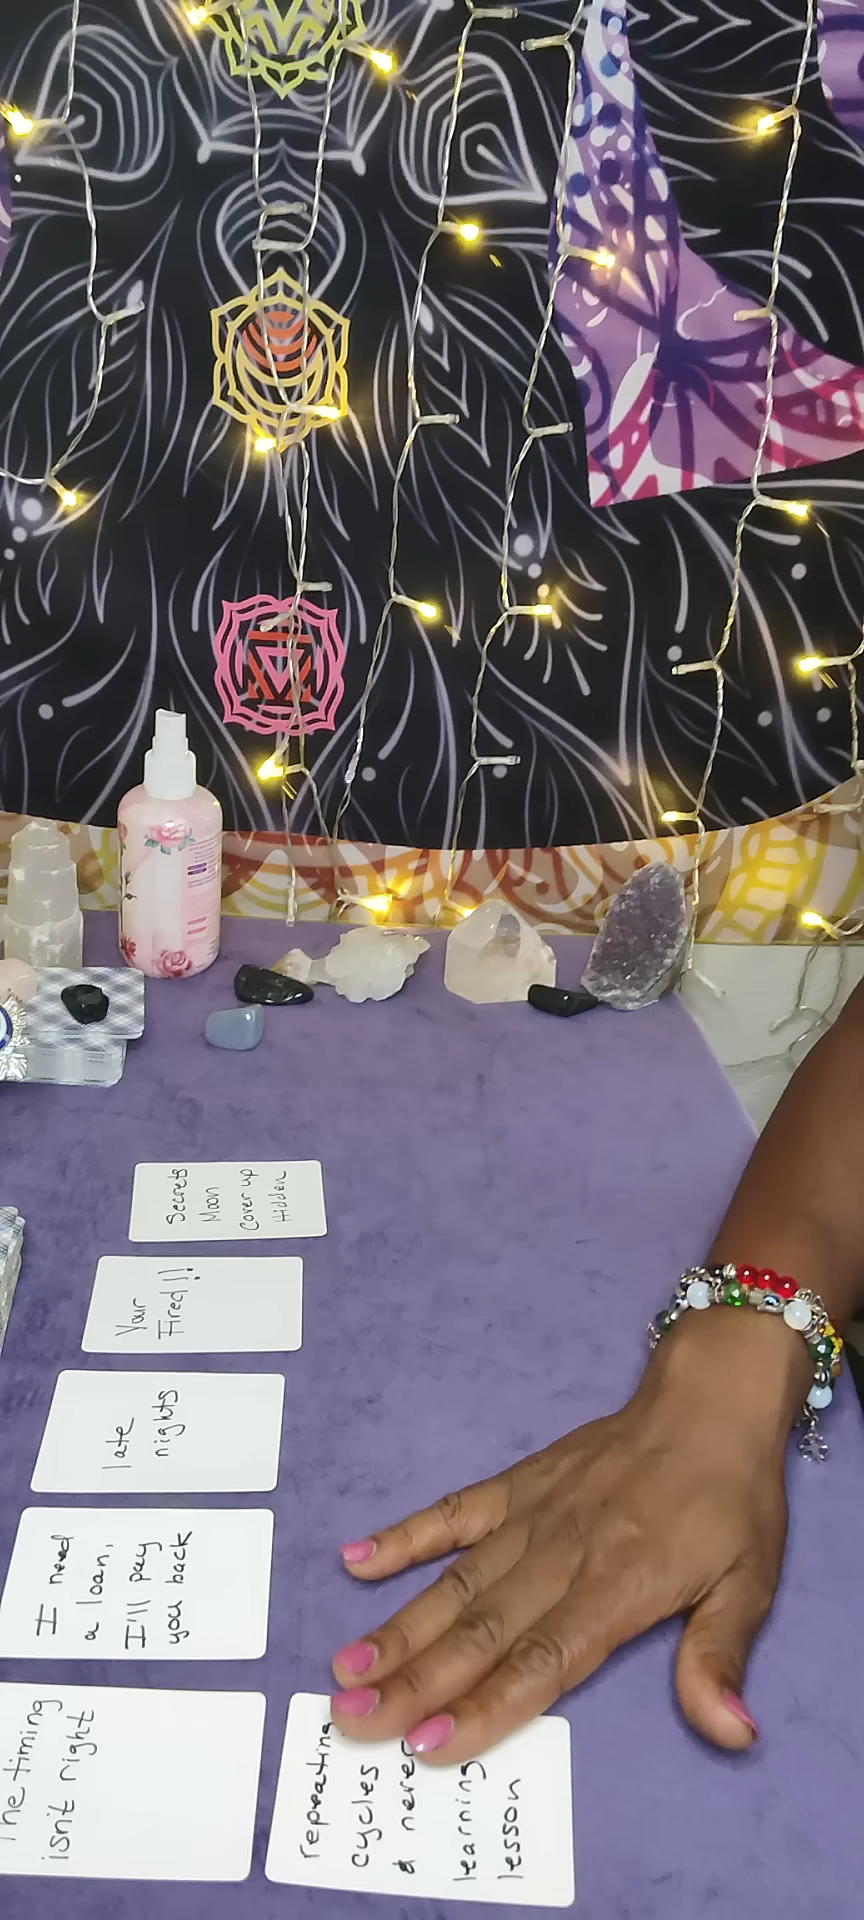 Secrets
Moon
Cover up
Hidden
Your
Fired!!
late
nights
I need
a loan,
I'll pay
you back
The timing
isn't right
repeating
cycles
& never
learning
lesson